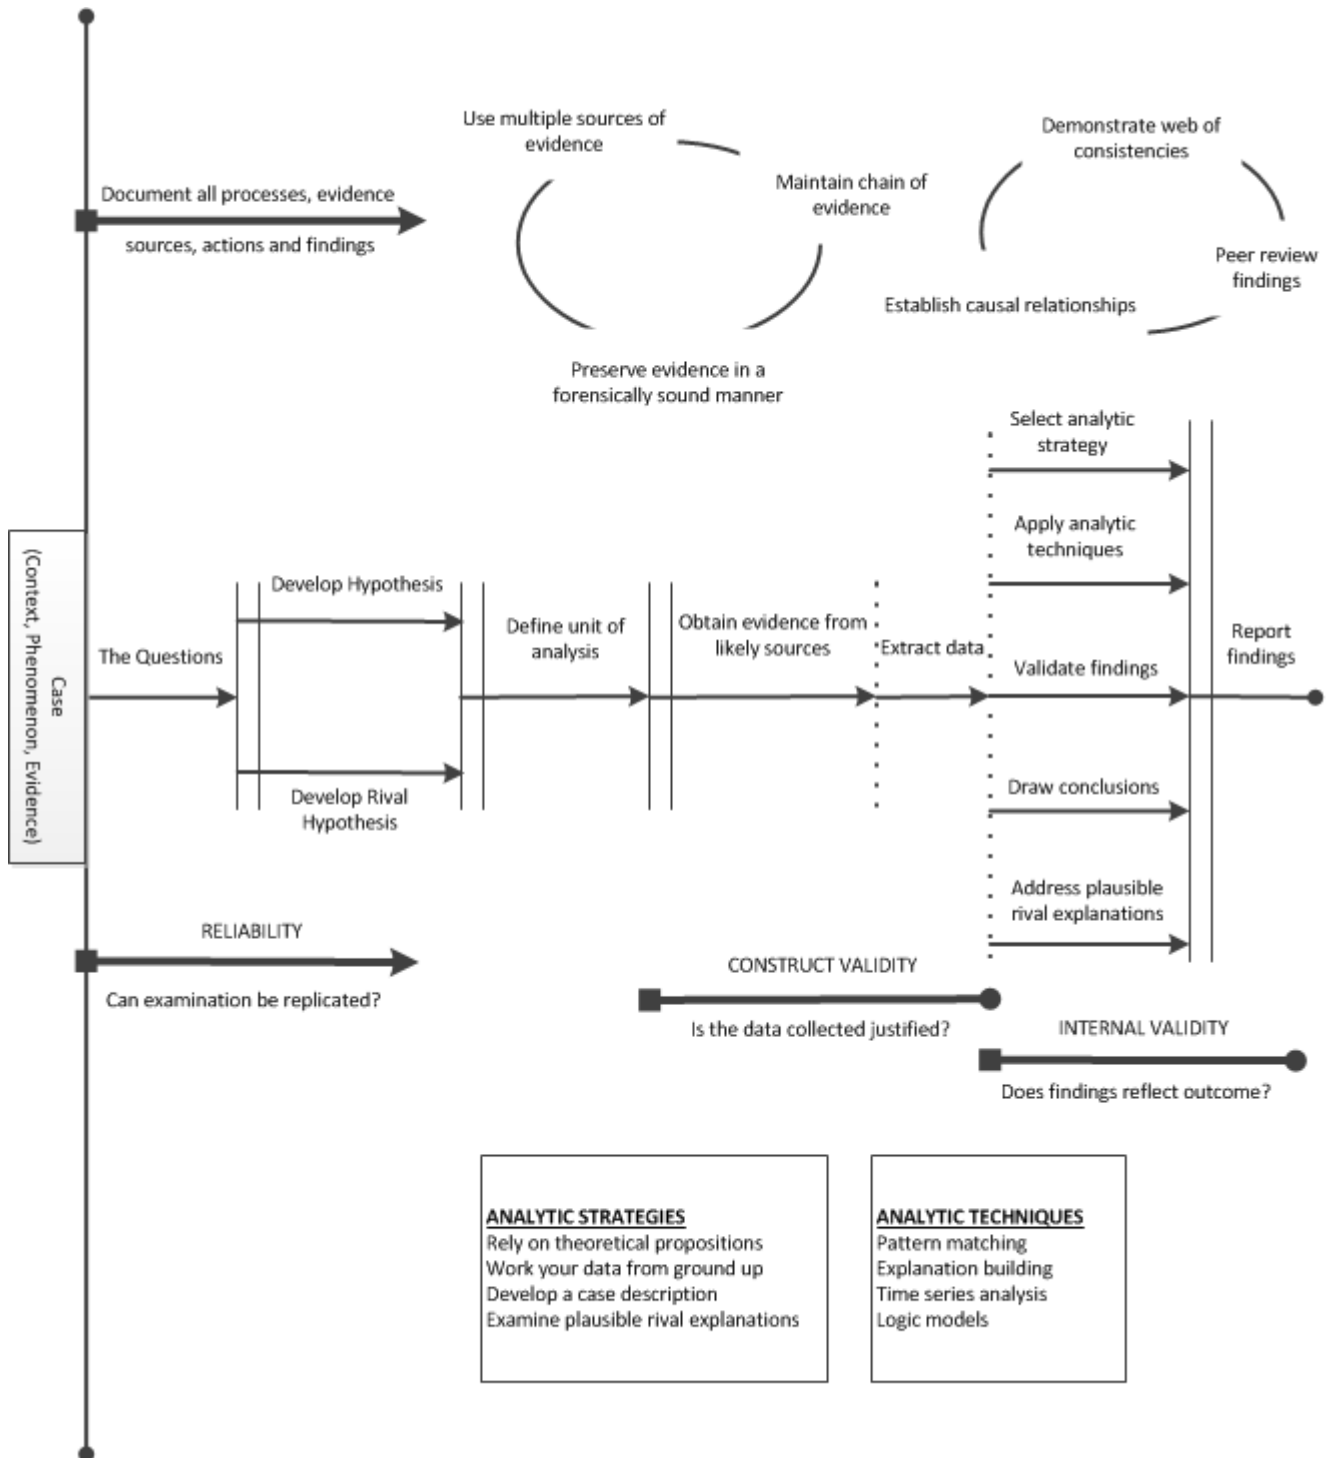 Use multiple sources of
evidence
Demonstrate web of
consistencies
Document all processes, evidence
sources, actions and findings
Maintain chain of
evidence
Peer review
findings
Establish causal relationships
Preserve evidence in a
forensically sound manner
Case
(Context, Phenomenon, Evidence)
The Questions
Develop Hypothesis
Develop Rival
Hypothesis
Define unit of
analysis
Obtain evidence from
likely sources
Extract data
Select analytic
strategy
Apply analytic
techniques
Validate findings
Draw conclusions
Address plausible
rival explanations
Report
findings
RELIABILITY
Can examination be replicated?
CONSTRUCT VALIDITY
Is the data collected justified?
INTERNAL VALIDITY
Does findings reflect outcome?
ANALYTIC STRATEGIES
Rely on theoretical propositions
Work your data from ground up
Develop a case description
Examine plausible rival explanations
ANALYTIC TECHNIQUES
Pattern matching
Explanation building
Time series analysis
Logic models